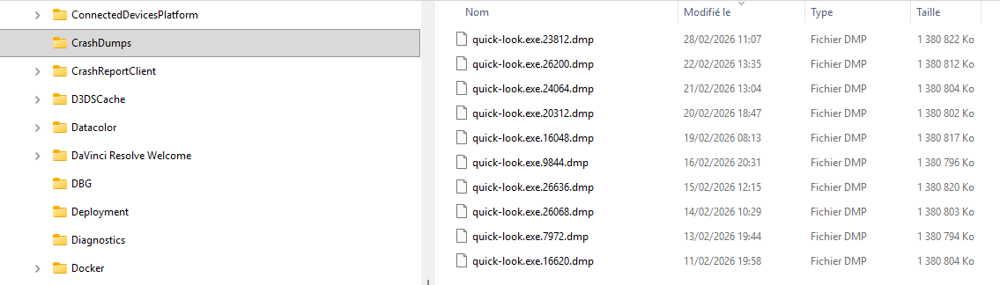 ConnectedDevicesPlatform
CrashDumps
CrashReportClient
D3DSCache
Datacolor
DaVinci Resolve Welcome
DBG
Deployment
Diagnostics
Docker
Nom Modifié le Type Taille
quick-look.exe.23812.dmp 28/02/2026 11:07 Fichier DMP 1 380 822 Ko
quick-look.exe.26200.dmp 22/02/2026 13:35 Fichier DMP 1 380 812 Ko
quick-look.exe.24064.dmp 21/02/2026 13:04 Fichier DMP 1 380 804 Ko
quick-look.exe.20312.dmp 20/02/2026 18:47 Fichier DMP 1 380 802 Ko
quick-look.exe.16048.dmp 19/02/2026 08:13 Fichier DMP 1 380 817 Ko
quick-look.exe.9844.dmp 16/02/2026 20:31 Fichier DMP 1 380 796 Ko
quick-look.exe.26636.dmp 15/02/2026 12:15 Fichier DMP 1 380 820 Ko
quick-look.exe.26068.dmp 14/02/2026 10:29 Fichier DMP 1 380 803 Ko
quick-look.exe.7972.dmp 13/02/2026 19:44 Fichier DMP 1 380 794 Ko
quick-look.exe.16620.dmp 11/02/2026 19:58 Fichier DMP 1 380 804 Ko